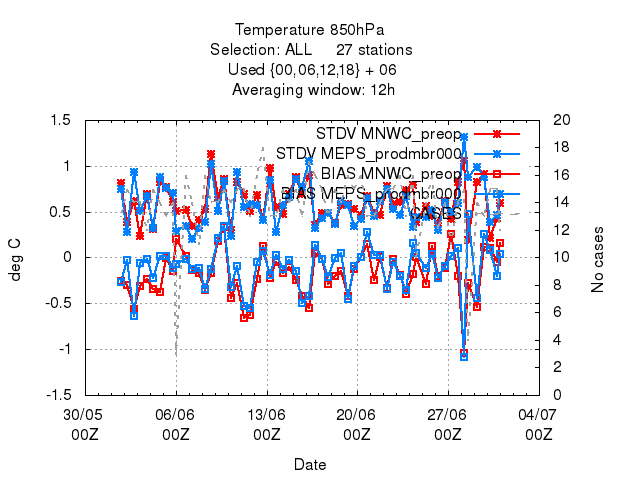 Temperature 850hPa
Selection: ALL 27 stations
Used {00,06,12,18} + 06
Averaging window: 12h
STDV MNWC_preop
STDV MEPS_prodmbr000
BIAS MNWC_preop
BIAS MEPS_prodmbr000
CASES
deg C
1.5
1
0.5
0
-0.5
-1
-1.5
No cases
20
18
16
14
12
10
8
6
4
2
0
30/05 06/06 13/06 20/06 27/06 04/07
00Z 00Z 00Z 00Z 00Z 00Z
Date